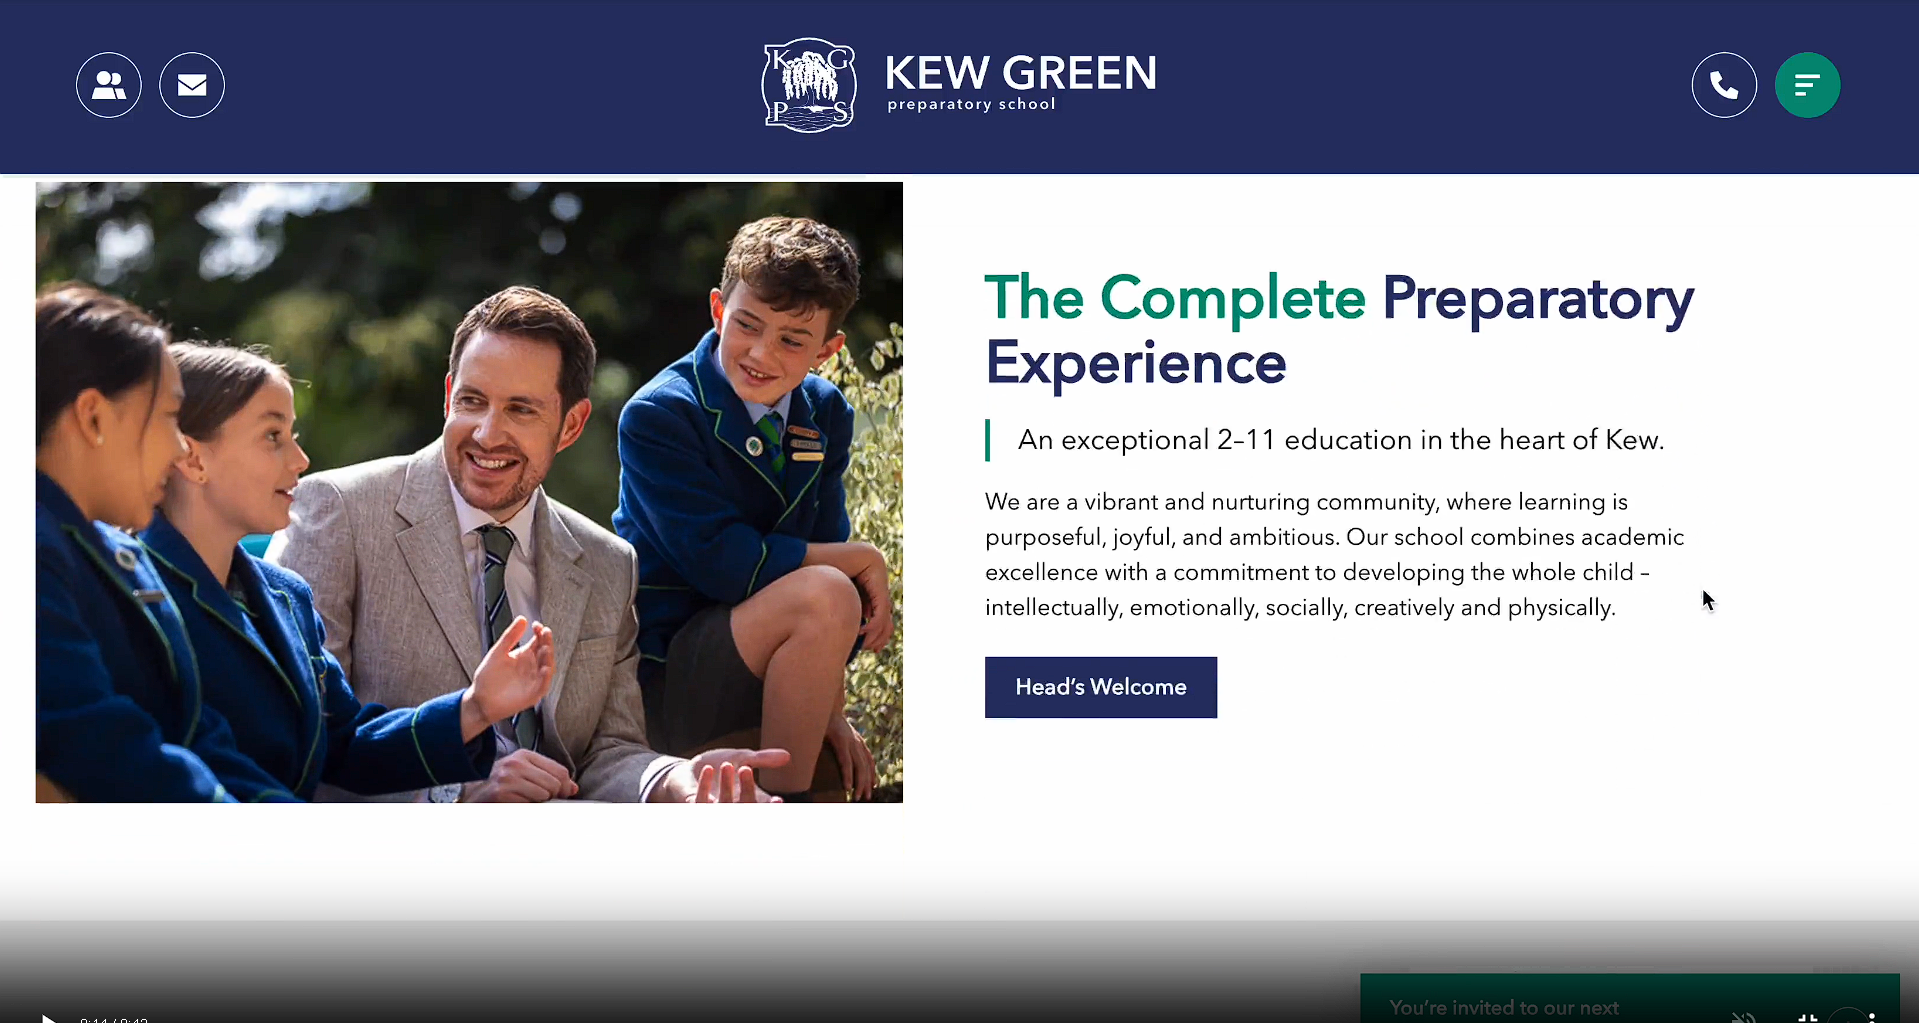 K G
P S
KEW GREEN
preparatory school
The Complete Preparatory
Experience
An exceptional 2–11 education in the heart of Kew.
We are a vibrant and nurturing community, where learning is
purposeful, joyful, and ambitious. Our school combines academic
excellence with a commitment to developing the whole child –
intellectually, emotionally, socially, creatively and physically.
Head's Welcome
You're invited to our next